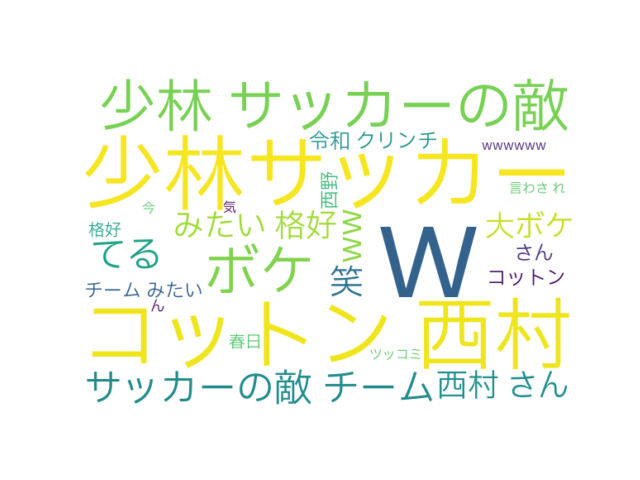 少林 サッカーの敵
令和 クリンチ
wwwwww
少林サッカー
西野
言わさ れ
今
気
みたい 格好
ww
大ボケ
格好
てる
ボケ
笑
w
さん
コットン
チーム みたい
ん
コットン 西村
春日
ツッコミ
サッカーの敵 チーム
西村 さん